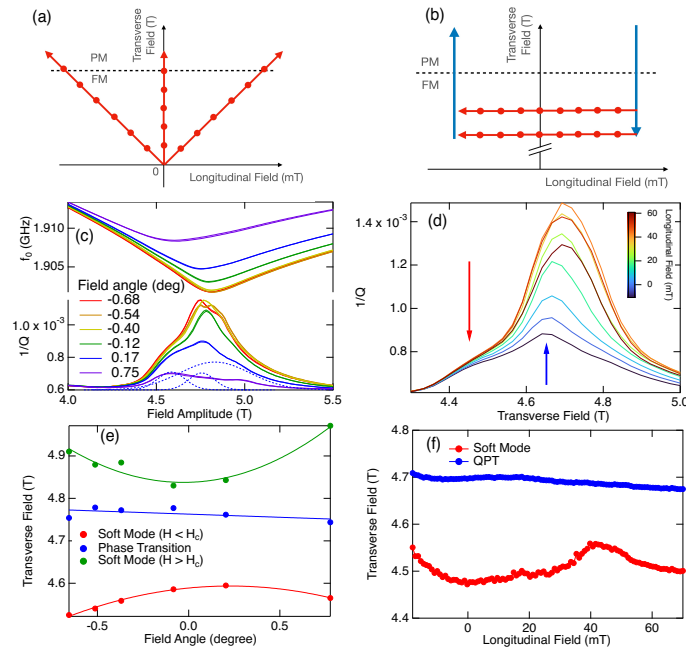 (a)
Transverse
Field (T)
PM
FM
0
Longitudinal Field (mT)
(b)
Transverse
Field (T)
PM
FM
Longitudinal Field (mT)
(c)
f0 (GHz)
1.910
1.905
Field angle (deg)
-0.68
-0.54
-0.40
-0.12
0.17
0.75
1/Q
1.0 x 10-3
0.8
0.6
4.0
4.5
5.0
5.5
Field Amplitude (T)
(d)
1/Q
1.4 x 10-3
1.2
1.0
0.8
4.4
4.6
4.8
5.0
Transverse Field (T)
60
40
20
0
Longitudinal Field (mT)
(e)
Transverse Field (T)
4.9
4.8
4.7
4.6
Soft Mode (H < Hc)
Phase Transition
Soft Mode (H > Hc)
-0.5
0.0
0.5
Field Angle (degree)
(f)
Transverse Field (T)
4.8
4.7
4.6
4.5
4.4
Soft Mode
QPT
0
20
40
60
Longitudinal Field (mT)